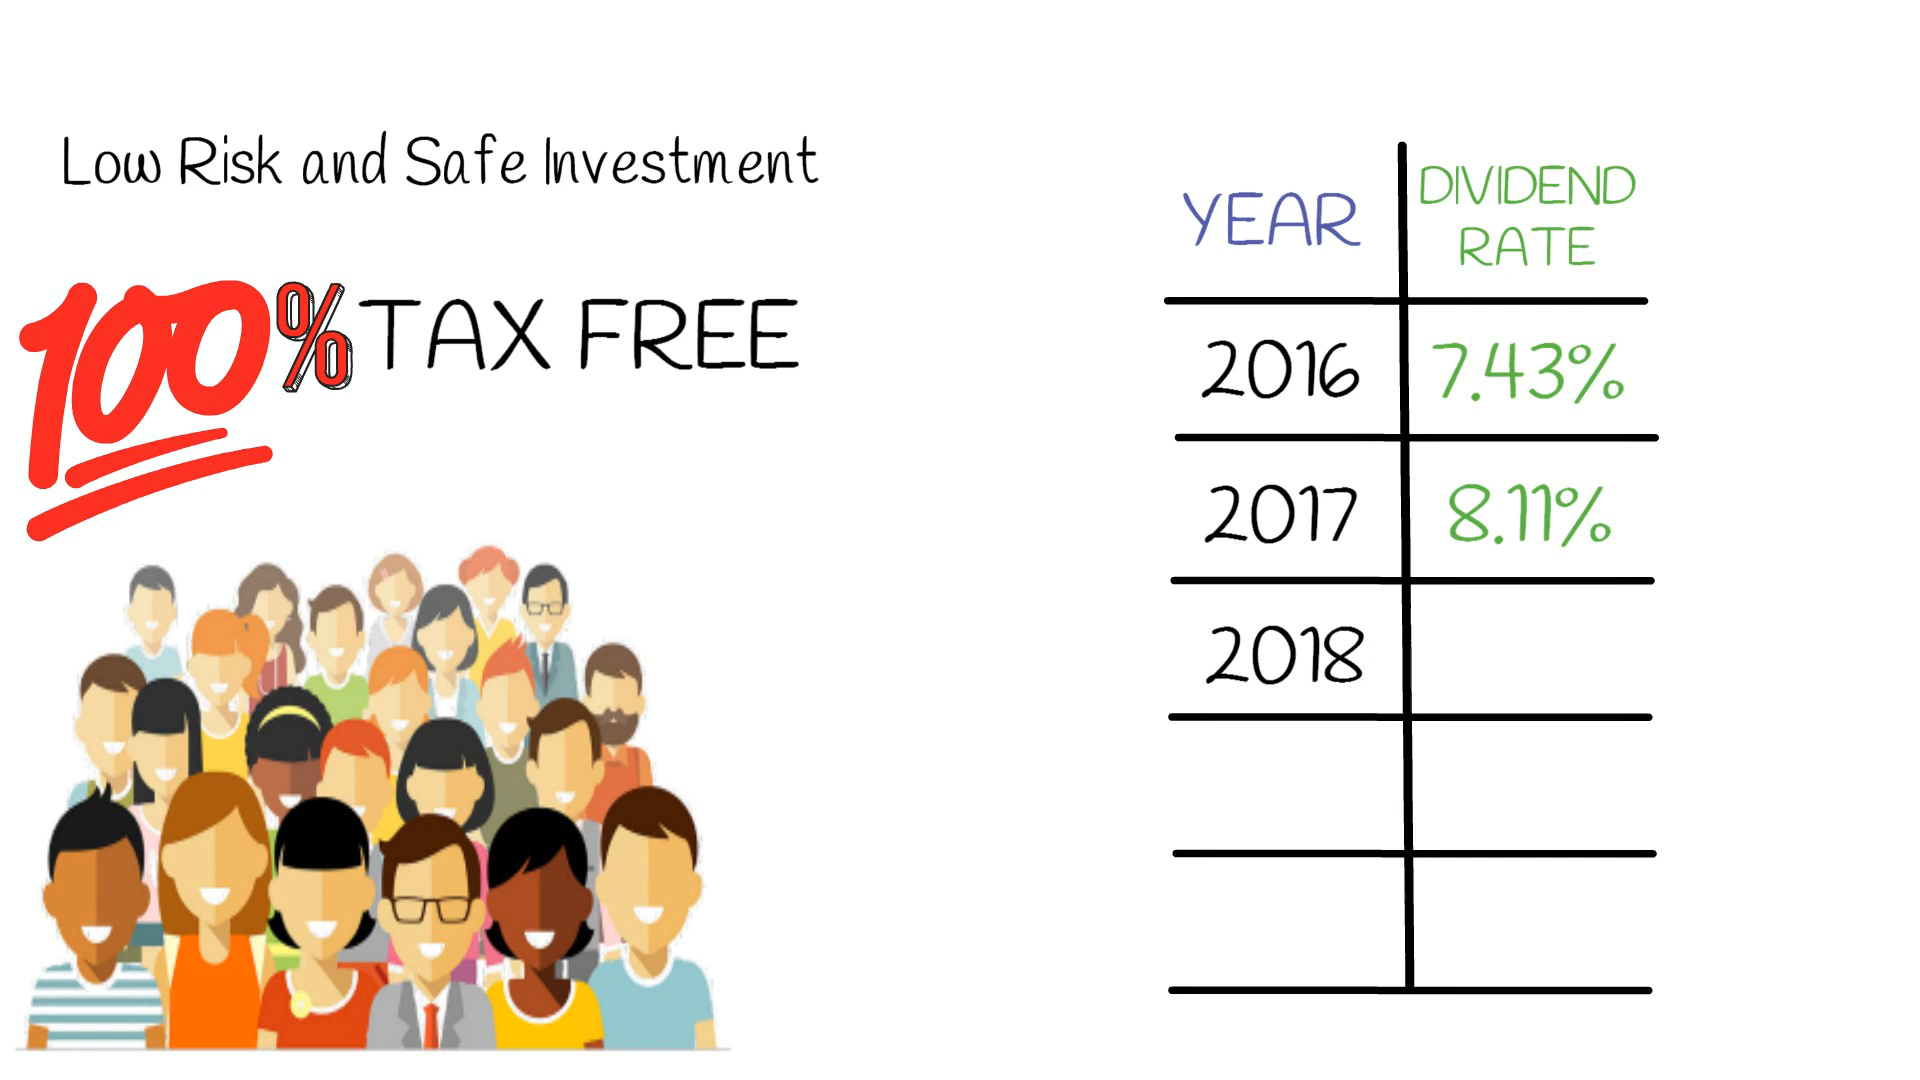 Low Risk and Safe Investment
100% TAX FREE
YEAR
DIVIDEND
RATE
2016 7.43%
2017 8.11%
2018